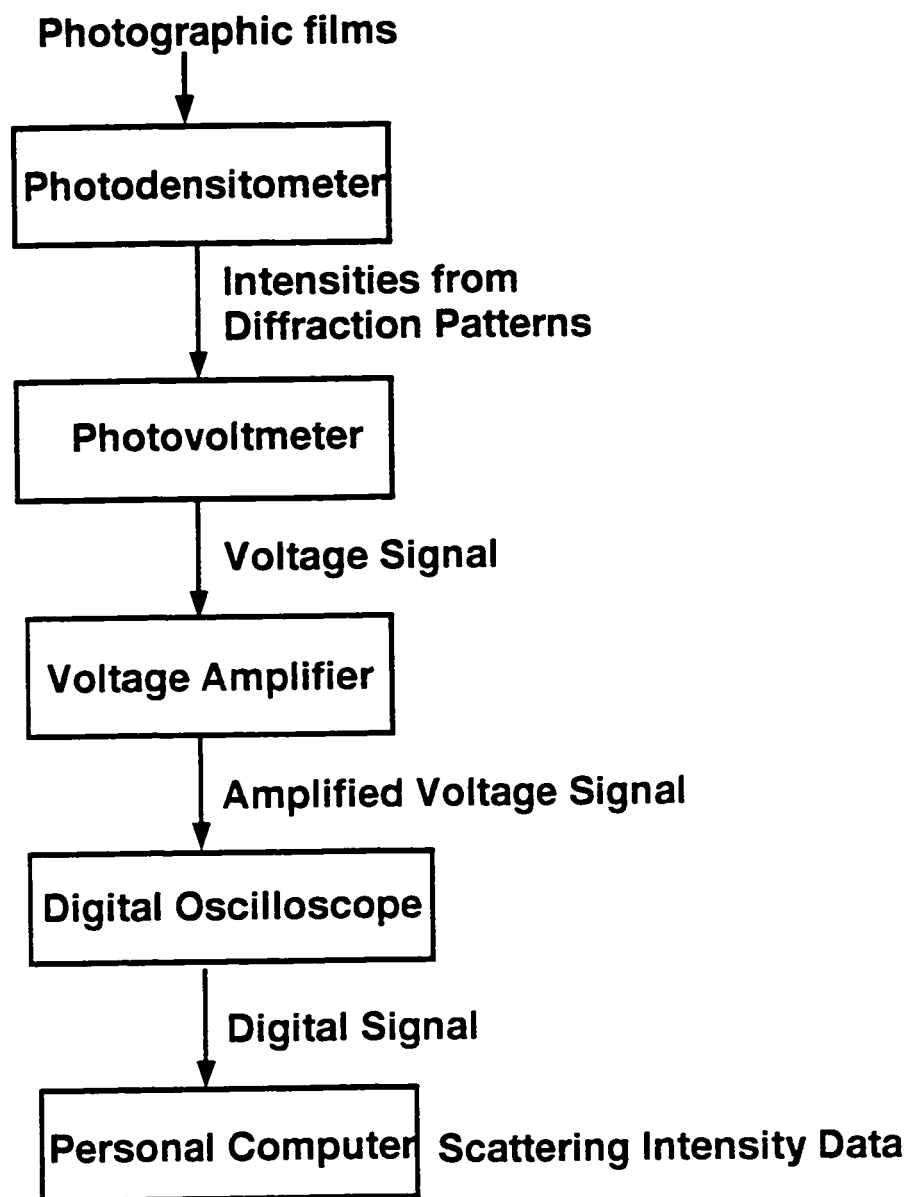 Photographic films
Photodensitometer
Intensities from
Diffraction Patterns
Photovoltmeter
Voltage Signal
Voltage Amplifier
Amplified Voltage Signal
Digital Oscilloscope
Digital Signal
Personal Computer Scattering Intensity Data